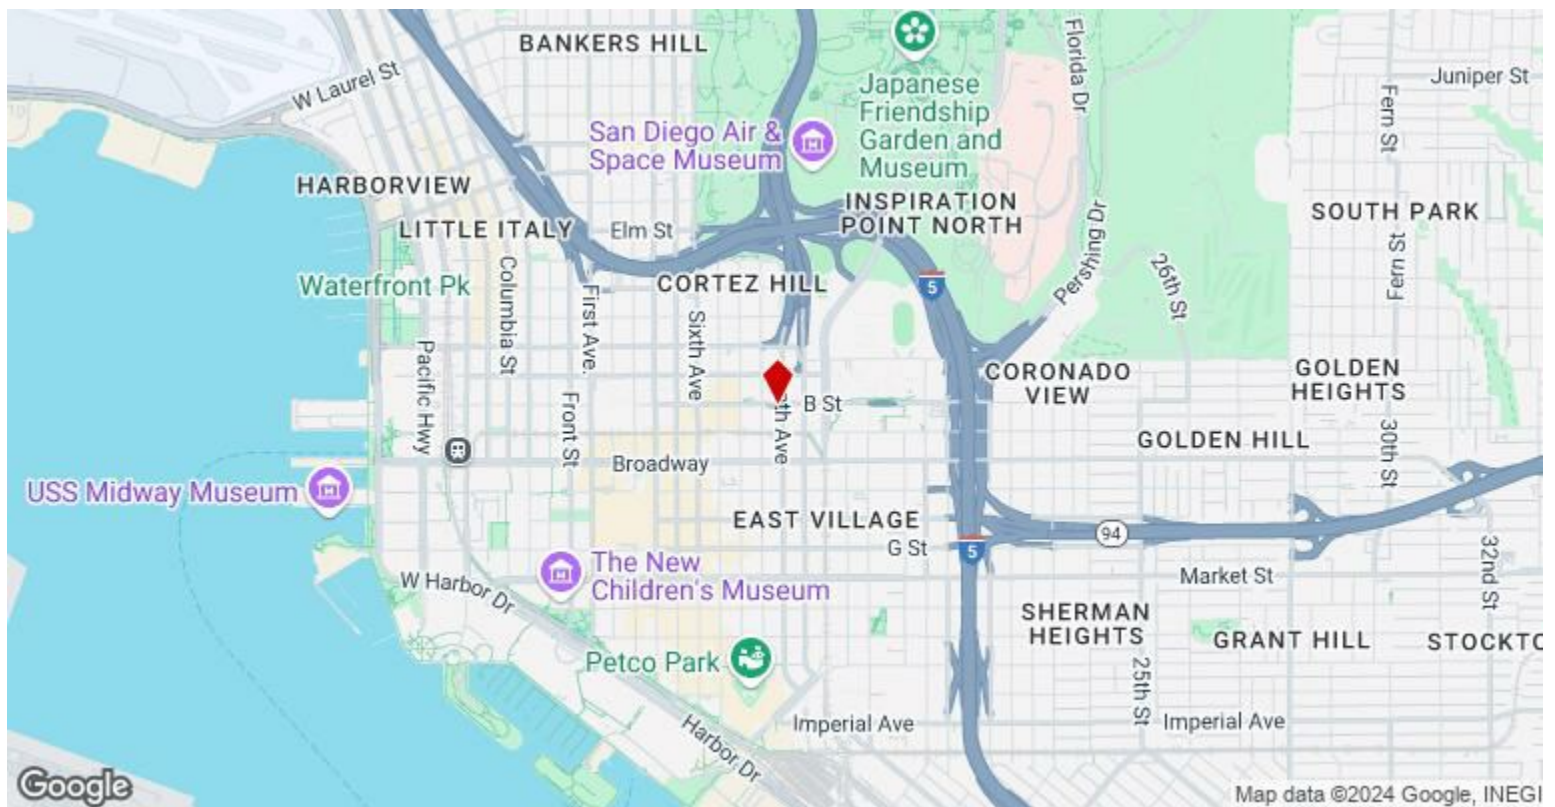 BANKERS HILL
Florida Dr
Juniper St
W Laurel St
Japanese
Friendship
Garden and
Museum
Fern St
San Diego Air &
Space Museum
HARBORVIEW
INSPIRATION
POINT NORTH
SOUTH PARK
LITTLE ITALY
Elm St
Pershing Dr
26th St
Fern St
Waterfront Pk
CORTEZ HILL
5
Columbia St
First Ave.
Sixth Ave
Pacific Hwy
CORONADO
VIEW
GOLDEN
HEIGHTS
B St
Front St
Ave
GOLDEN HILL
30th St
Broadway
USS Midway Museum
EAST VILLAGE
94
G St
5
32nd St
The New
Children's Museum
W Harbor Dr
Market St
SHERMAN
HEIGHTS
GRANT HILL
STOCKTO
Petco Park
25th St
Imperial Ave
Imperial Ave
Harbor Dr
Google
Map data ©2024 Google, INEGI